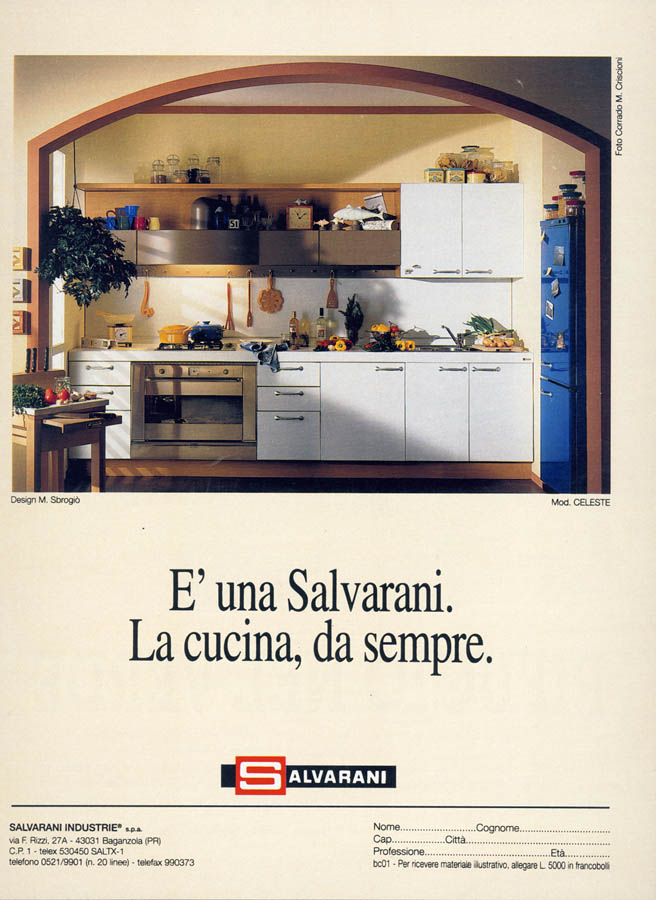 Foto Corrado M. Criscioni
51
Design M. Sbrogiò
Mod. CELESTE
E' una Salvarani.
La cucina, da sempre.
SALVARANI
SALVARANI INDUSTRIE® s.p.a.
via F. Rizzi, 27A - 43031 Baganzola (PR)
C.P. 1 - telex 530450 SALTX-1
telefono 0521/9901 (n. 20 linee) - telefax 990373
Nome........................Cognome............................
Cap.................Città..............................................
Professione........................................Età...............
bc01 - Per ricevere materiale illustrativo, allegare L. 5000 in francobolli